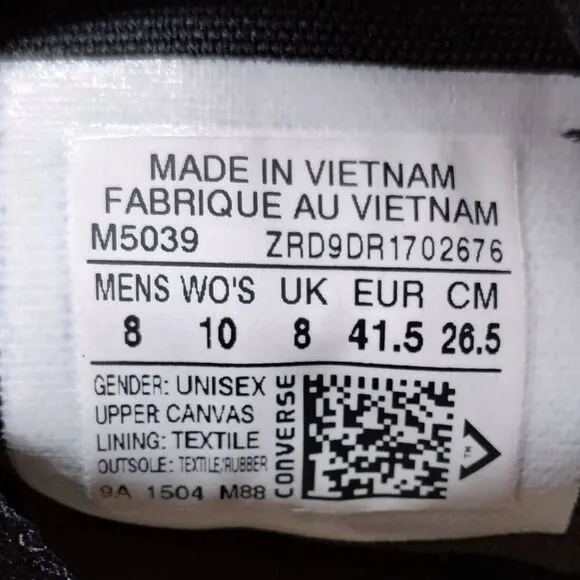 MADE IN VIETNAM
FABRIQUE AU VIETNAM
M5039 ZRD9DR1702676
MENS WO'S UK EUR CM
8 10 8 41.5 26.5
GENDER: UNISEX
UPPER: CANVAS
LINING: TEXTILE
OUTSOLE: TEXTILE/RUBBER
9A 1504 M88
CONVERSE
TM